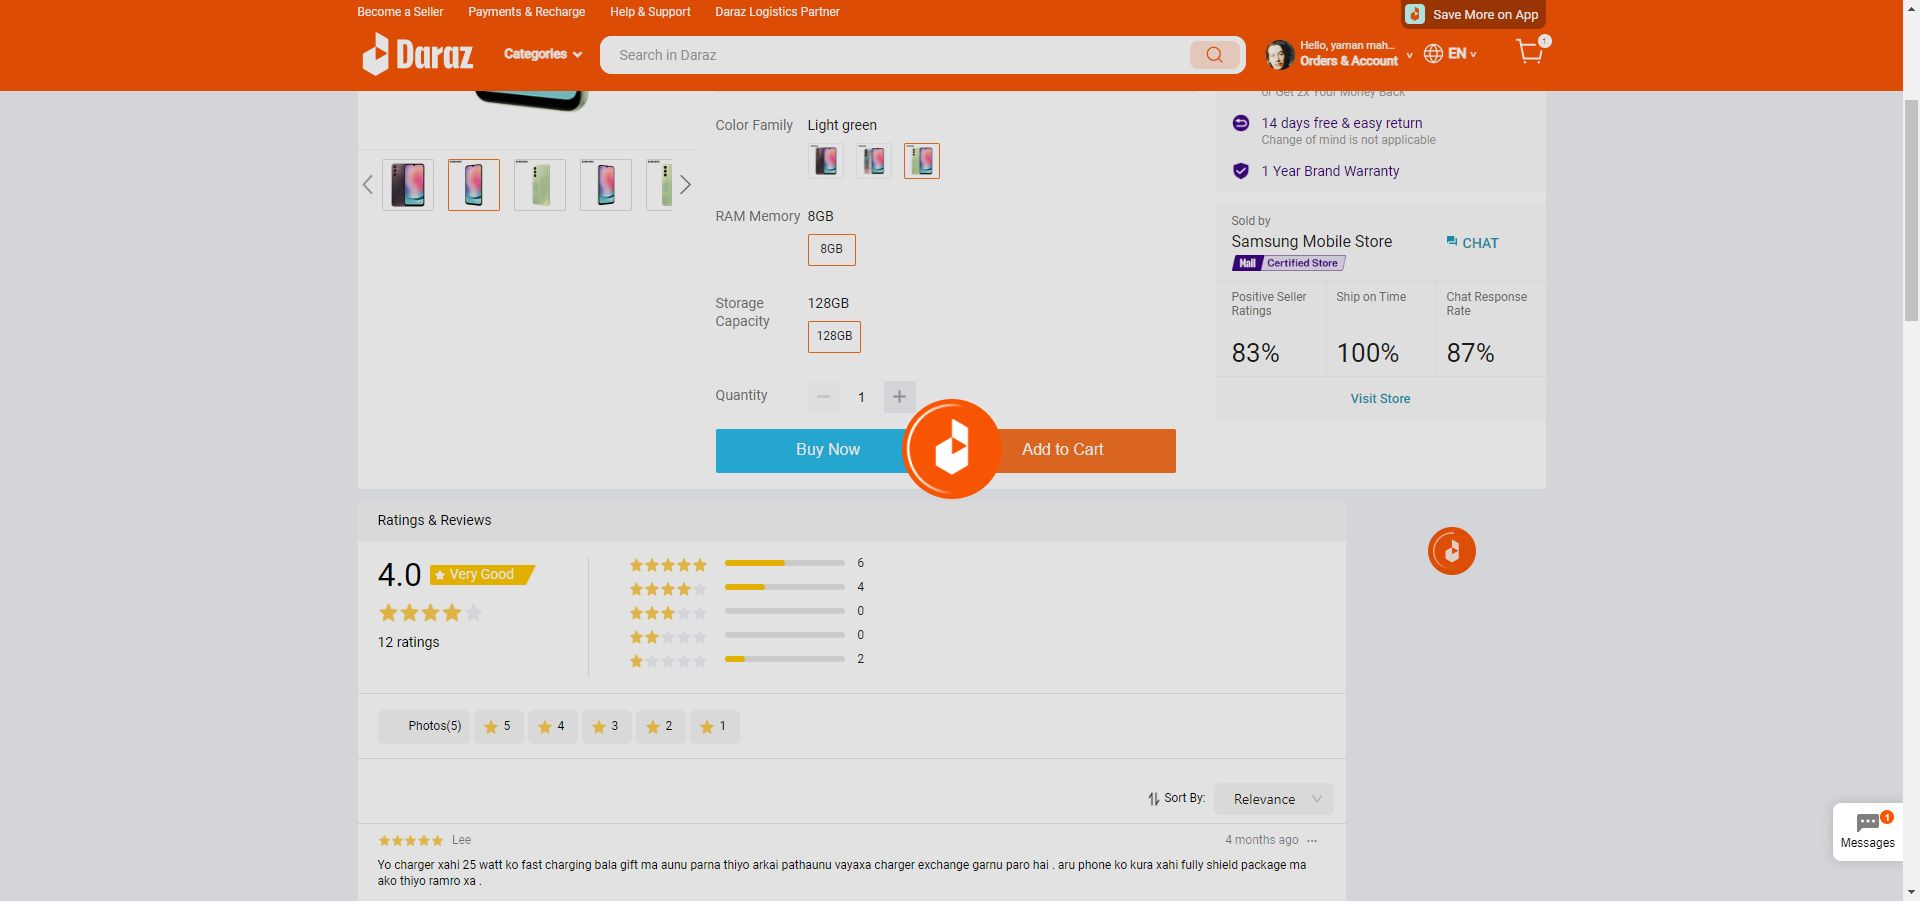 Become a Seller
Payments & Recharge
Help & Support
Daraz Logistics Partner
Save More on App
Daraz
Categories
Search in Daraz
Hello, yaman mah...
Orders & Account
EN
1
or Get 2x Your Money Back
Color Family
Light green
14 days free & easy return
Change of mind is not applicable
1 Year Brand Warranty
RAM Memory
8GB
8GB
Sold by
Samsung Mobile Store
CHAT
Mall
Certified Store
Storage
Capacity
128GB
128GB
Positive Seller
Ratings
Ship on Time
Chat Response
Rate
83%
100%
87%
Quantity
1
Visit Store
Buy Now
Add to Cart
Ratings & Reviews
4.0
Very Good
12 ratings
6
4
0
0
2
Photos(5)
5
4
3
2
1
Sort By:
Relevance
Lee
4 months ago
Yo charger xahi 25 watt ko fast charging bala gift ma aunu parna thiyo arkai pathaunu vayaxa charger exchange garnu paro hai . aru phone ko kura xahi fully shield package ma
ako thiyo ramro xa .
1
Messages